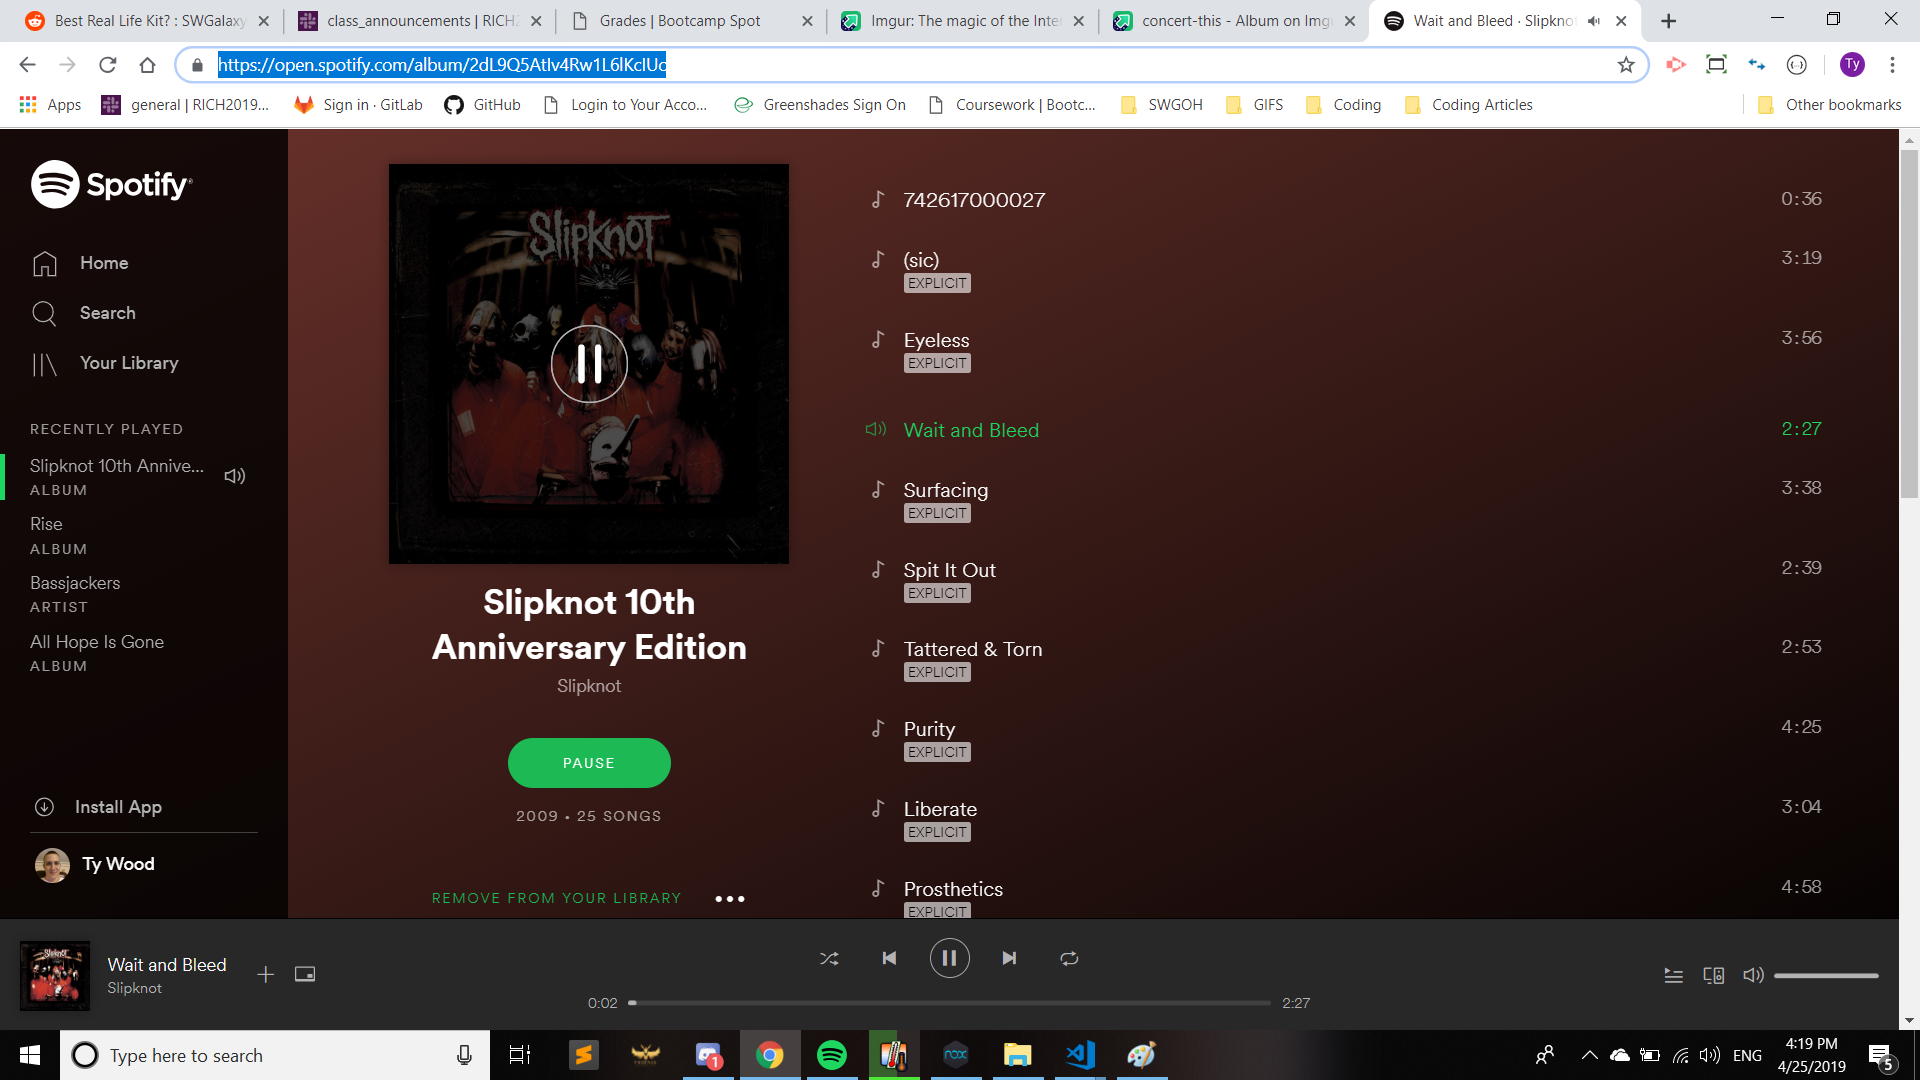 Best Real Life Kit? : SWGalaxy
class_announcements | RICH2
Grades | Bootcamp Spot
Imgur: The magic of the Inte
concert-this - Album on Imgu
Wait and Bleed · Slipkno
https://open.spotify.com/album/
Ty
Apps
general | RICH2019...
Sign in · GitLab
GitHub
Login to Your Acco...
Greenshades Sign On
Coursework | Bootc...
SWGOH
GIFS
Coding
Coding Articles
Other bookmarks
Spotify
Home
Search
Your Library
RECENTLY PLAYED
Slipknot 10th Annive...
ALBUM
Rise
ALBUM
Bassjackers
ARTIST
All Hope Is Gone
ALBUM
Install App
Ty Wood
SLIPKNOT
Slipknot 10th
Anniversary Edition
Slipknot
PAUSE
2009 • 25 SONGS
REMOVE FROM YOUR LIBRARY
742617000027 0:36
(sic) 3:19
EXPLICIT
Eyeless 3:56
EXPLICIT
Wait and Bleed 2:27
Surfacing 3:38
EXPLICIT
Spit It Out 2:39
EXPLICIT
Tattered & Torn 2:53
EXPLICIT
Purity 4:25
EXPLICIT
Liberate 3:04
EXPLICIT
Prosthetics 4:58
EXPLICIT
Wait and Bleed
Slipknot
0:02
2:27
Type here to search
1
nox
ENG
4:19 PM
4/25/2019
5